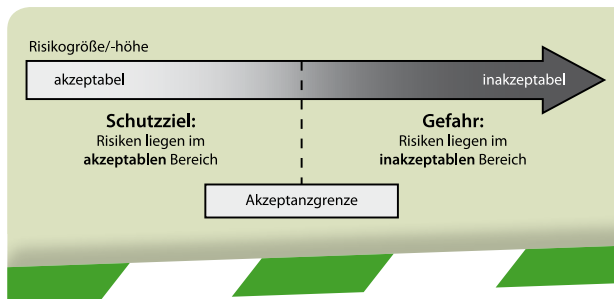 Risikogröße/-höhe
akzeptabel
inakzeptabel
Schutzziel:
Risiken liegen im
akzeptablen Bereich
Gefahr:
Risiken liegen im
inakzeptablen Bereich
Akzeptanzgrenze